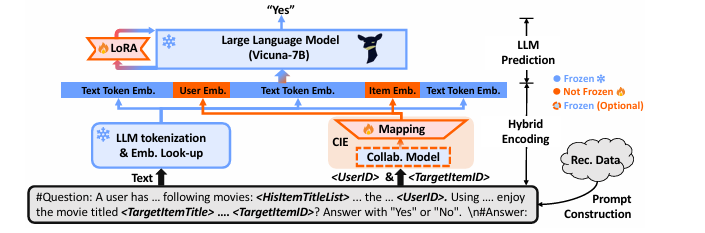 "Yes"
LoRA
Large Language Model
(Vicuna-7B)
LLM
Prediction
Text Token Emb.
User Emb.
Text Token Emb.
Item Emb.
Text Token Emb.
Frozen
Not Frozen
Frozen (Optional)
LLM tokenization
& Emb. Look-up
CIE
Mapping
Collab. Model
Hybrid
Encoding
Text
<UserID> & <TargetItemID>
Rec. Data
Prompt
Construction
#Question: A user has ... following movies: <HisItemTitleList> ... the ... <UserID>. Using .... enjoy
the movie titled <TargetItemTitle> .... <TargetItemID>? Answer with "Yes" or "No". \n#Answer: